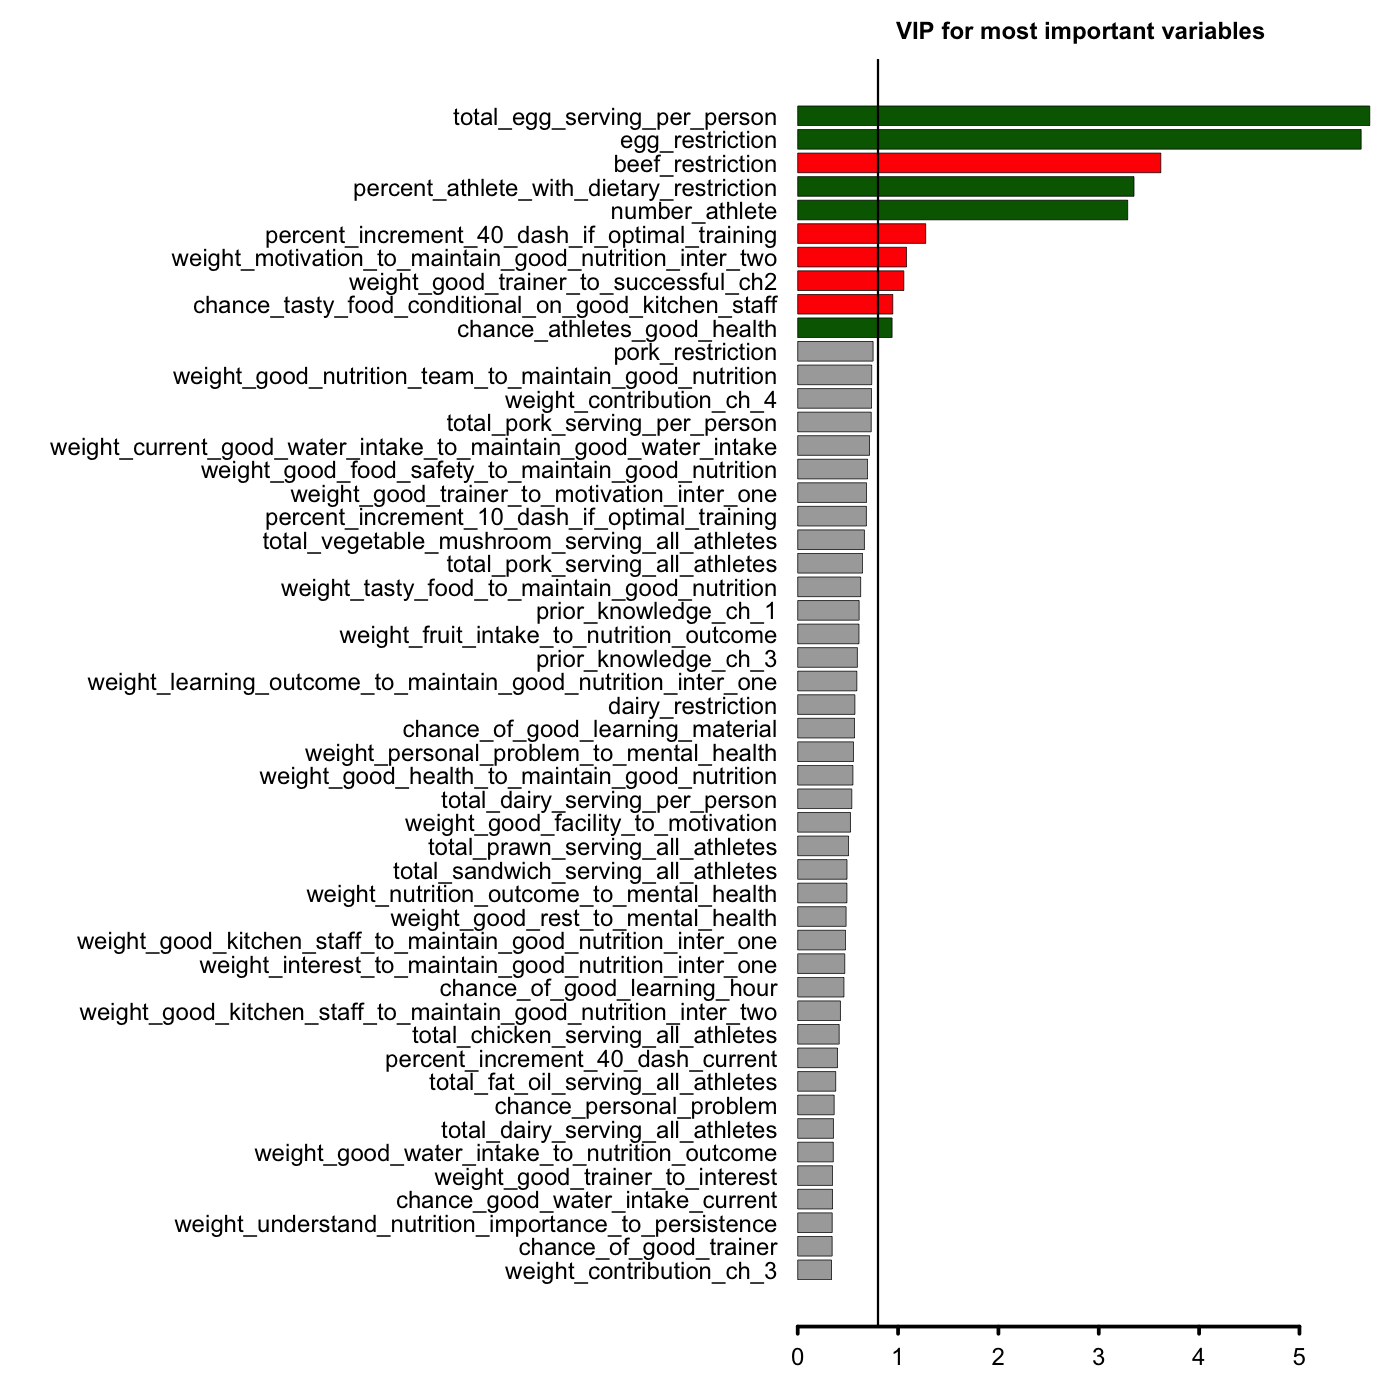 VIP for most important variables
total_egg_serving_per_person
egg_restriction
beef_restriction
percent_athlete_with_dietary_restriction
number_athlete
percent_increment_40_dash_if_optimal_training
weight_motivation_to_maintain_good_nutrition_inter_two
weight_good_trainer_to_successful_ch2
chance_tasty_food_conditional_on_good_kitchen_staff
chance_athletes_good_health
pork_restriction
weight_good_nutrition_team_to_maintain_good_nutrition
weight_contribution_ch_4
total_pork_serving_per_person
weight_current_good_water_intake_to_maintain_good_water_intake
weight_good_food_safety_to_maintain_good_nutrition
weight_good_trainer_to_motivation_inter_one
percent_increment_10_dash_if_optimal_training
total_vegetable_mushroom_serving_all_athletes
total_pork_serving_all_athletes
weight_tasty_food_to_maintain_good_nutrition
prior_knowledge_ch_1
weight_fruit_intake_to_nutrition_outcome
prior_knowledge_ch_3
weight_learning_outcome_to_maintain_good_nutrition_inter_one
dairy_restriction
chance_of_good_learning_material
weight_personal_problem_to_mental_health
weight_good_health_to_maintain_good_nutrition
total_dairy_serving_per_person
weight_good_facility_to_motivation
total_prawn_serving_all_athletes
total_sandwich_serving_all_athletes
weight_nutrition_outcome_to_mental_health
weight_good_rest_to_mental_health
weight_good_kitchen_staff_to_maintain_good_nutrition_inter_one
weight_interest_to_maintain_good_nutrition_inter_one
chance_of_good_learning_hour
weight_good_kitchen_staff_to_maintain_good_nutrition_inter_two
total_chicken_serving_all_athletes
percent_increment_40_dash_current
total_fat_oil_serving_all_athletes
chance_personal_problem
total_dairy_serving_all_athletes
weight_good_water_intake_to_nutrition_outcome
weight_good_trainer_to_interest
chance_good_water_intake_current
weight_understand_nutrition_importance_to_persistence
chance_of_good_trainer
weight_contribution_ch_3
0 1 2 3 4 5